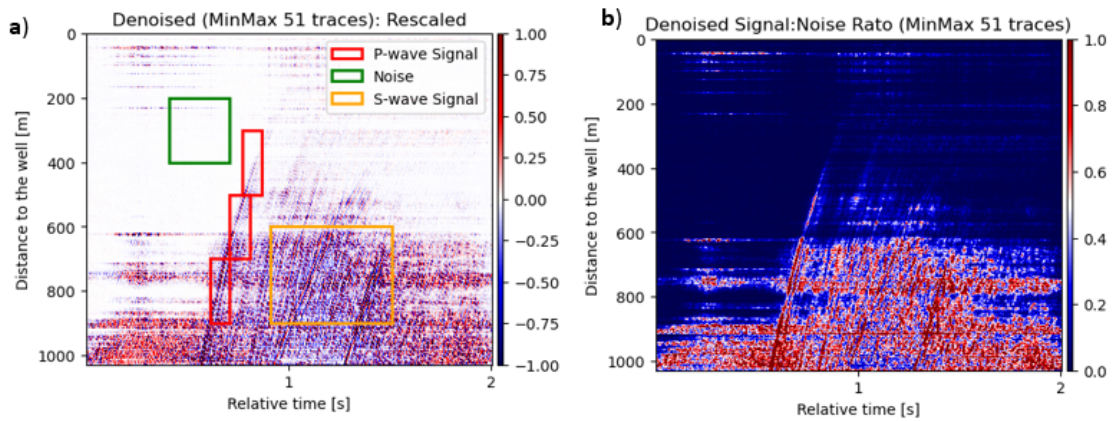 a)
Denoised (MinMax 51 traces): Rescaled
P-wave Signal
Noise
S-wave Signal
0
200
400
600
800
1000
Distance to the well [m]
1
2
Relative time [s]
1.00
0.75
0.50
0.25
0.00
−0.25
−0.50
−0.75
−1.00
b)
Denoised Signal:Noise Rato (MinMax 51 traces)
0
200
400
600
800
1000
Distance to the well [m]
1
2
Relative time [s]
1.0
0.8
0.6
0.4
0.2
0.0